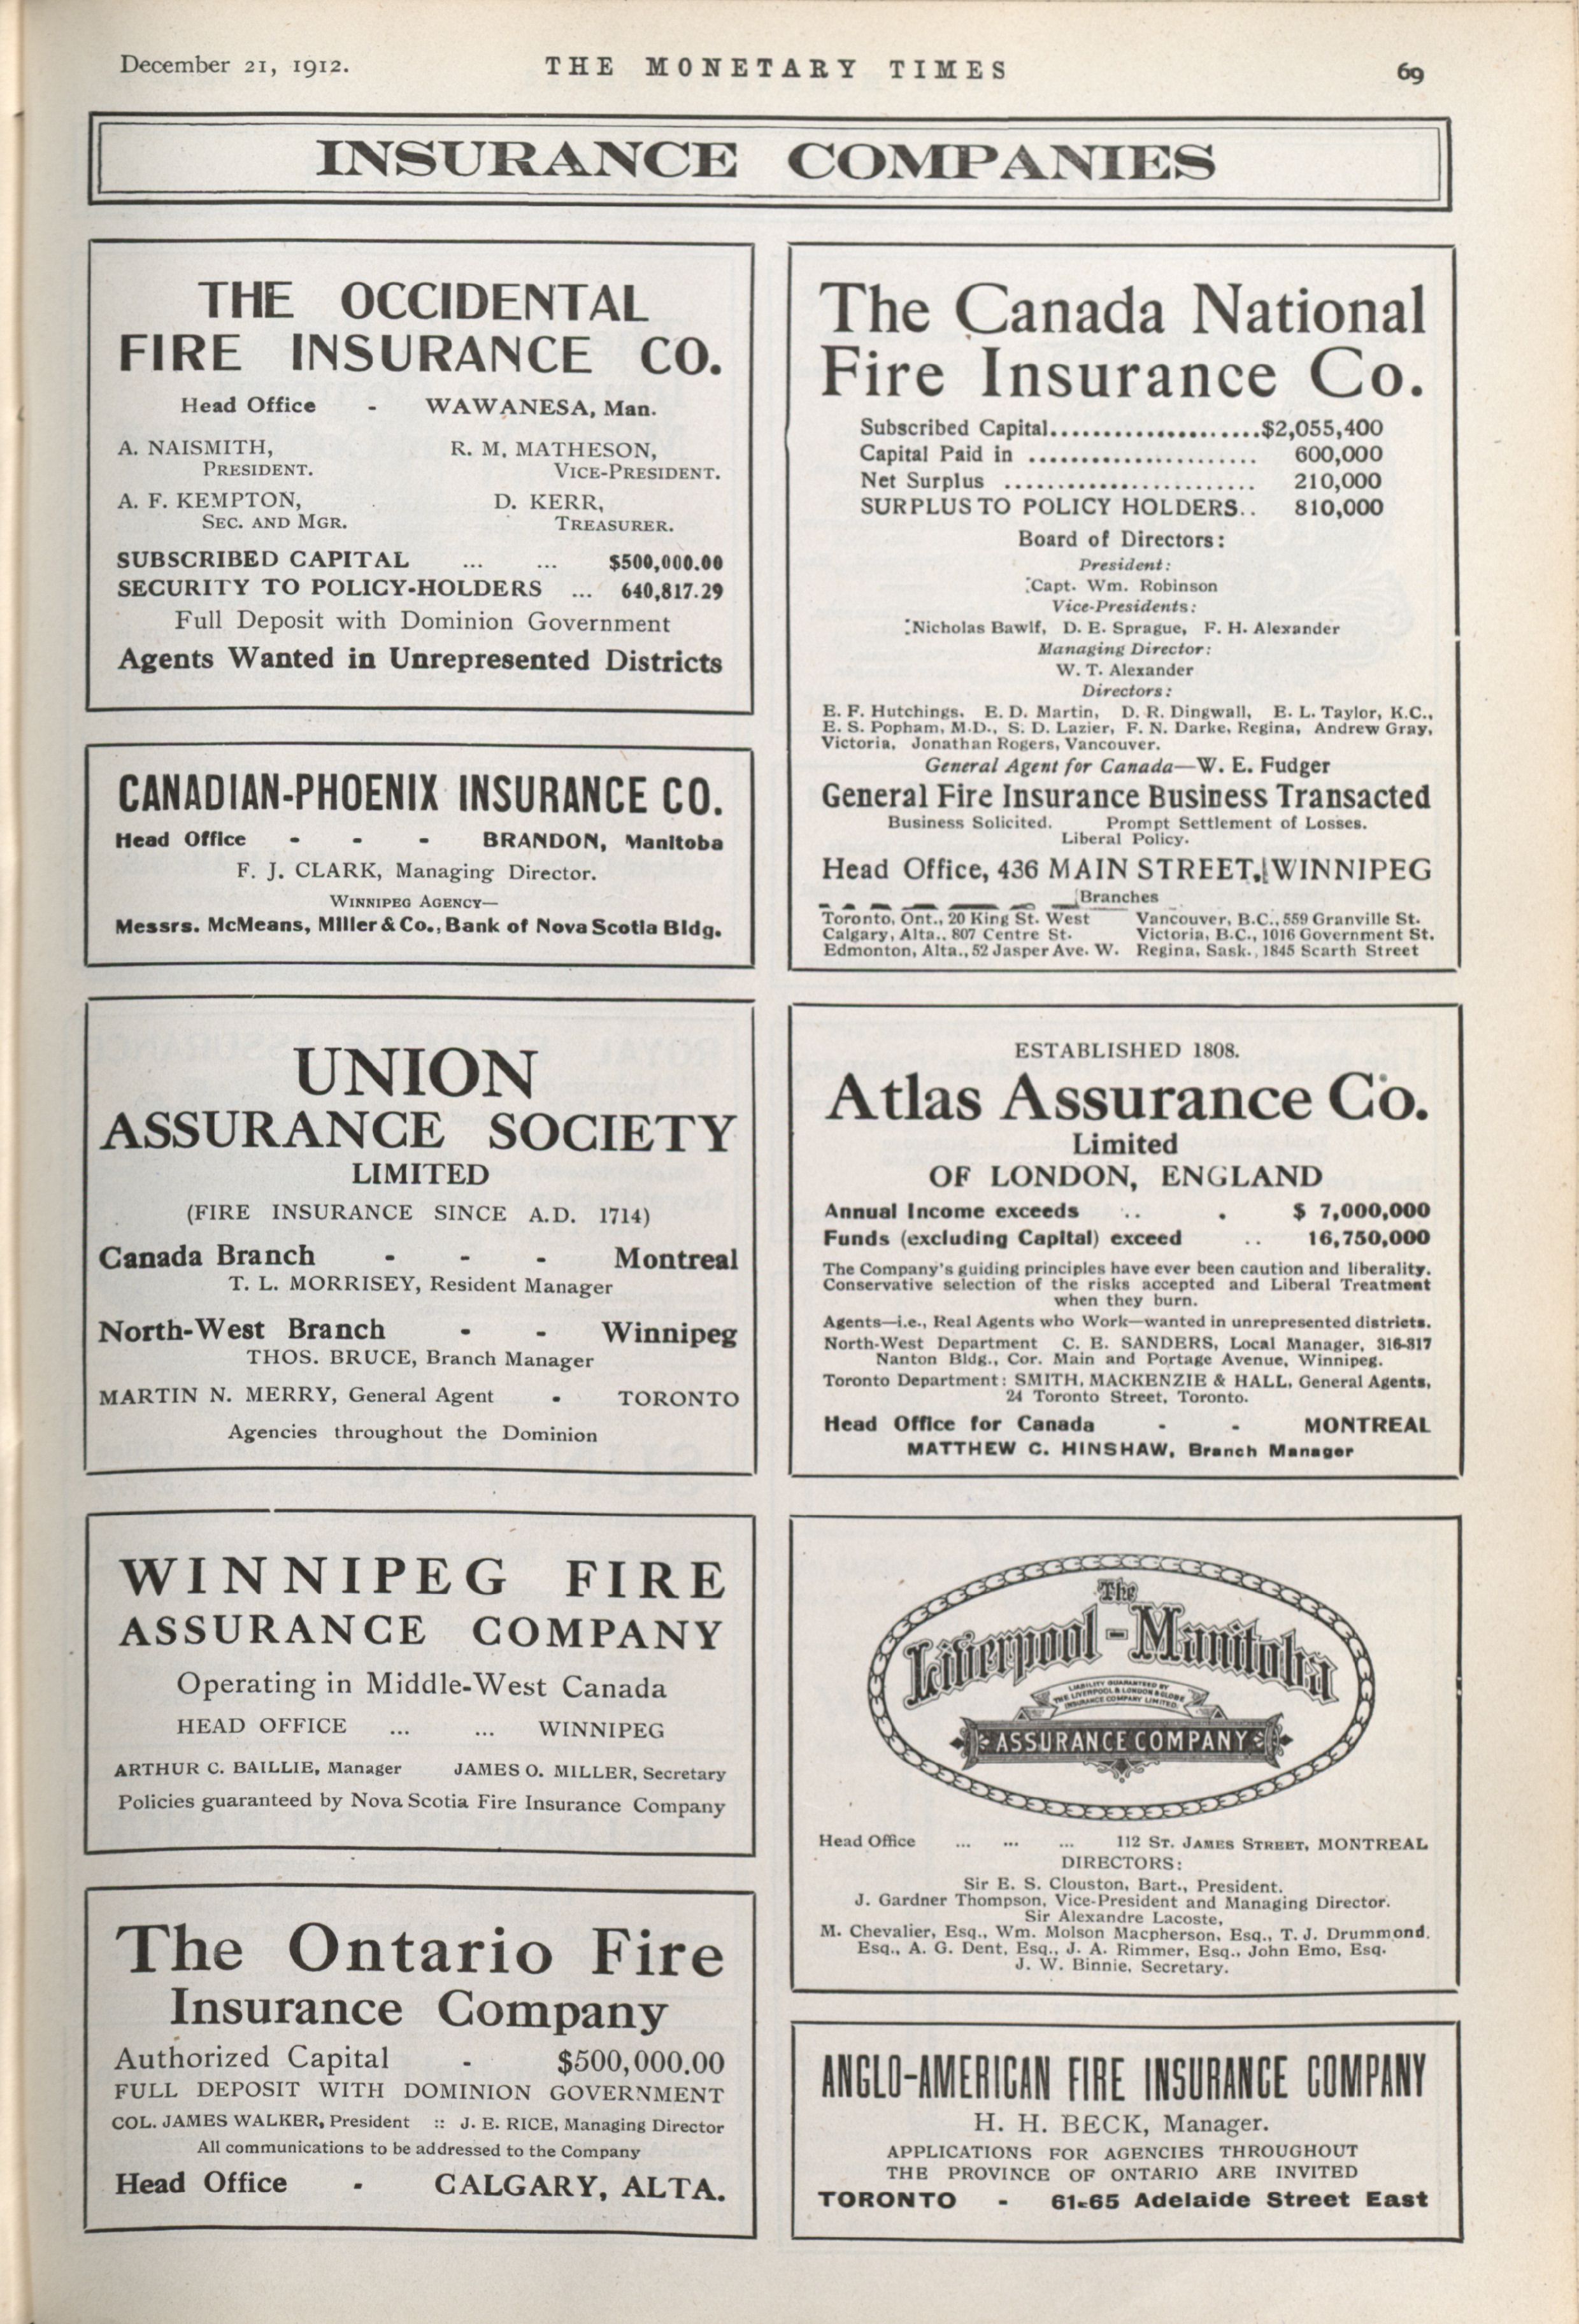 December 21, 1912.
THE MONETARY TIMES
69
INSURANCE COMPANIES
THE OCCIDENTAL
FIRE INSURANCE CO.
Head Office - WAWANESA, Man.
A. NAISMITH, R. M. MATHESON,
PRESIDENT. VICE-PRESIDENT.
A. F. KEMPTON, D. KERR,
SEC. AND MGR. TREASURER.
SUBSCRIBED CAPITAL ... ... $500,000.00
SECURITY TO POLICY-HOLDERS ... 640,817.29
Full Deposit with Dominion Government
Agents Wanted in Unrepresented Districts
CANADIAN-PHOENIX INSURANCE CO.
Head Office - - - BRANDON, Manitoba
F. J. CLARK, Managing Director.
WINNIPEG AGENCY—
Messrs. McMeans, Miller & Co., Bank of Nova Scotia Bldg.
UNION
ASSURANCE SOCIETY
LIMITED
(FIRE INSURANCE SINCE A.D. 1714)
Canada Branch - - - Montreal
T. L. MORRISEY, Resident Manager
North-West Branch - - Winnipeg
THOS. BRUCE, Branch Manager
MARTIN N. MERRY, General Agent - TORONTO
Agencies throughout the Dominion
WINNIPEG FIRE
ASSURANCE COMPANY
Operating in Middle-West Canada
HEAD OFFICE ... ... WINNIPEG
ARTHUR C. BAILLIE, Manager JAMES O. MILLER, Secretary
Policies guaranteed by Nova Scotia Fire Insurance Company
The Ontario Fire
Insurance Company
Authorized Capital - $500,000.00
FULL DEPOSIT WITH DOMINION GOVERNMENT
COL. JAMES WALKER, President :: J. E. RICE, Managing Director
All communications to be addressed to the Company
Head Office - CALGARY, ALTA.
The Canada National
Fire Insurance Co.
Subscribed Capital....................$2,055,400
Capital Paid in ...................... 600,000
Net Surplus ........................ 210,000
SURPLUS TO POLICY HOLDERS.. 810,000
Board of Directors:
President:
Capt. Wm. Robinson
Vice-Presidents:
Nicholas Bawlf, D. E. Sprague, F. H. Alexander
Managing Director:
W. T. Alexander
Directors:
E. F. Hutchings, E. D. Martin, D. R. Dingwall, E. L. Taylor, K.C.,
E. S. Popham, M.D., S. D. Lazier, F. N. Darke, Regina, Andrew Gray,
Victoria, Jonathan Rogers, Vancouver.
General Agent for Canada—W. E. Fudger
General Fire Insurance Business Transacted
Business Solicited. Prompt Settlement of Losses.
Liberal Policy.
Head Office, 436 MAIN STREET, WINNIPEG
Branches
Toronto, Ont., 20 King St. West Vancouver, B.C., 559 Granville St.
Calgary, Alta., 807 Centre St. Victoria, B.C., 1016 Government St.
Edmonton, Alta., 52 Jasper Ave. W. Regina, Sask., 1845 Scarth Street
ESTABLISHED 1808.
Atlas Assurance Co.
Limited
OF LONDON, ENGLAND
Annual Income exceeds .. . $ 7,000,000
Funds (excluding Capital) exceed .. 16,750,000
The Company's guiding principles have ever been caution and liberality.
Conservative selection of the risks accepted and Liberal Treatment
when they burn.
Agents—i.e., Real Agents who Work—wanted in unrepresented districts.
North-West Department C. E. SANDERS, Local Manager, 316-317
Nanton Bldg., Cor. Main and Portage Avenue, Winnipeg.
Toronto Department: SMITH, MACKENZIE & HALL, General Agents,
24 Toronto Street, Toronto.
Head Office for Canada - - MONTREAL
MATTHEW C. HINSHAW, Branch Manager
The
Liverpool-Manitoba
LIABILITY GUARANTEED BY
THE LIVERPOOL & LONDON & GLOBE
INSURANCE COMPANY LIMITED.
ASSURANCE COMPANY
Head Office ... ... ... 112 ST. JAMES STREET, MONTREAL
DIRECTORS:
Sir E. S. Clouston, Bart., President.
J. Gardner Thompson, Vice-President and Managing Director.
Sir Alexandre Lacoste,
M. Chevalier, Esq., Wm. Molson Macpherson, Esq., T. J. Drummond,
Esq., A. G. Dent, Esq., J. A. Rimmer, Esq., John Emo, Esq.
J. W. Binnie, Secretary.
ANGLO-AMERICAN FIRE INSURANCE COMPANY
H. H. BECK, Manager.
APPLICATIONS FOR AGENCIES THROUGHOUT
THE PROVINCE OF ONTARIO ARE INVITED
TORONTO - 61-65 Adelaide Street East